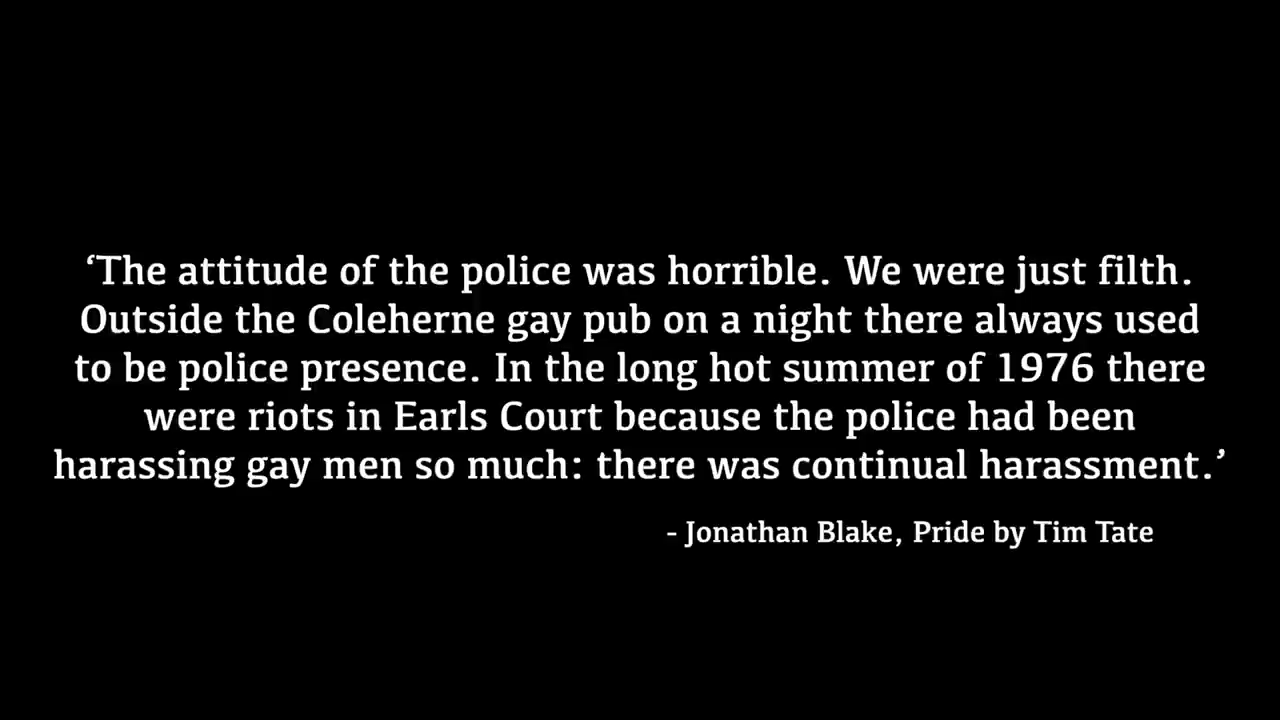 ‘The attitude of the police was horrible. We were just filth.
Outside the Coleherne gay pub on a night there always used
to be police presence. In the long hot summer of 1976 there
were riots in Earls Court because the police had been
harassing gay men so much: there was continual harassment.’
- Jonathan Blake, Pride by Tim Tate